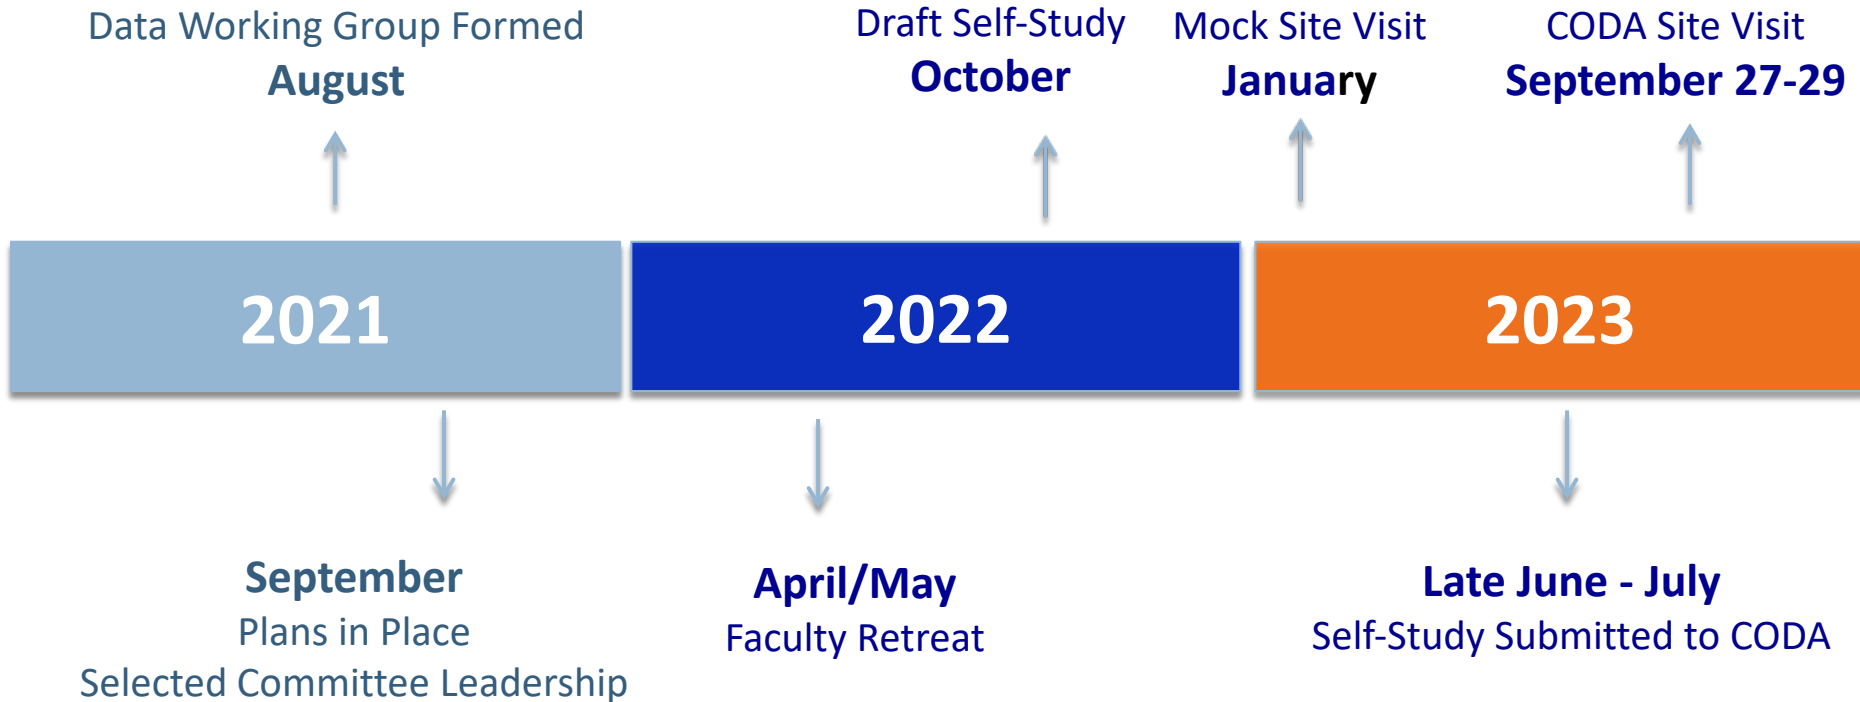 Data Working Group Formed
August
Draft Self-Study
October
Mock Site Visit
January
CODA Site Visit
September 27-29
2021
2022
2023
September
Plans in Place
Selected Committee Leadership
April/May
Faculty Retreat
Late June - July
Self-Study Submitted to CODA